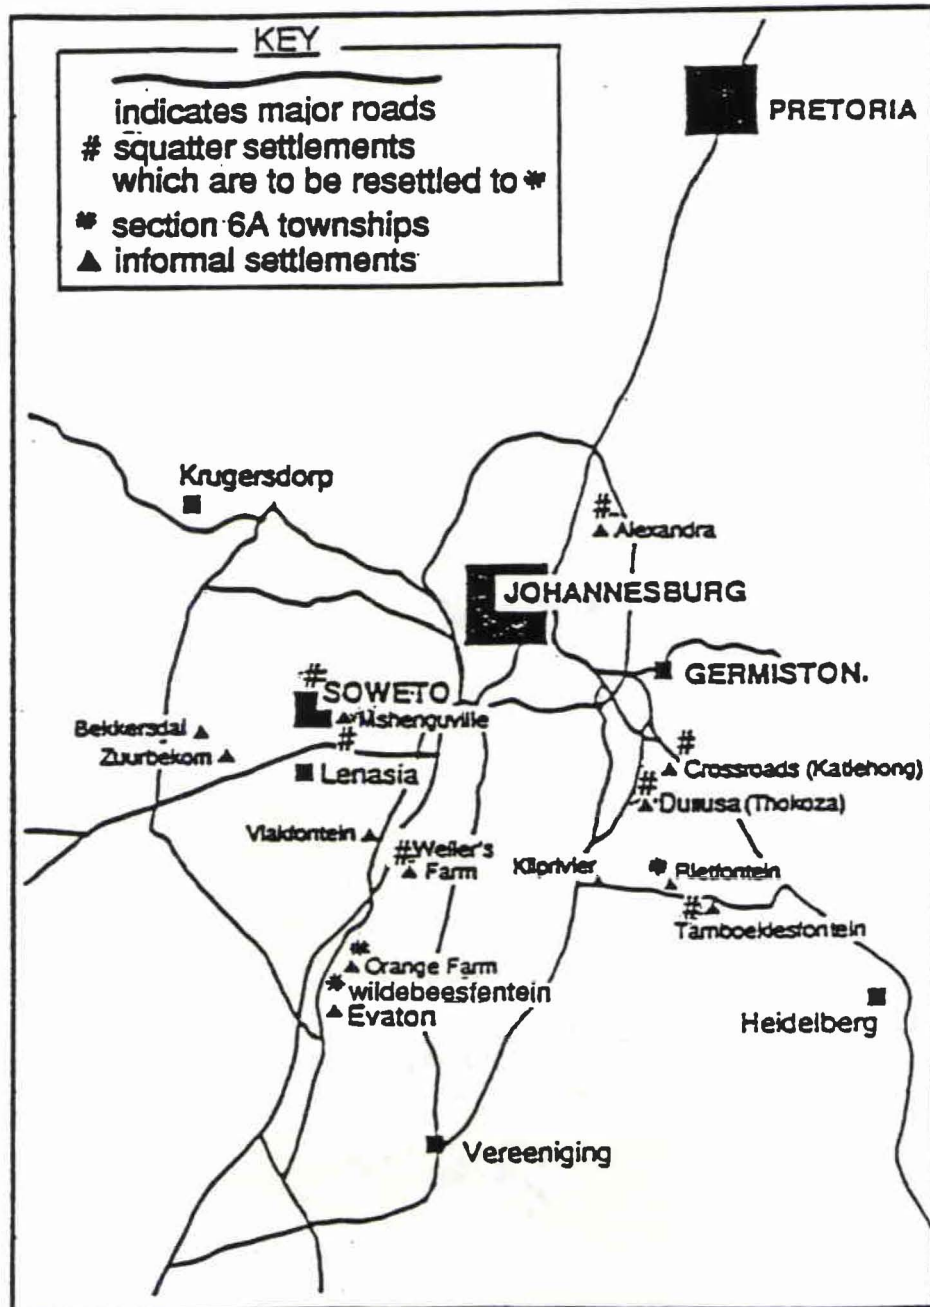 KEY
indicates major roads
# squatter settlements
which are to be resettled to *
* section 6A townships
▲ informal settlements
PRETORIA
Krugersdorp
#
Alexandra
JOHANNESBURG
GERMISTON.
#
SOWETO
Mshenguville
#
Bekkersdal
Zuurbekom
Lenasia
#
Crossroads (Katlehong)
#
Dususa (Thokoza)
Vlakfontein
# Weiler's
Farm
Kliprivier
* Rietfontein
#
Tamboekiesfontein
*
Orange Farm
* wildebeesfentein
Evaton
Heidelberg
Vereeniging